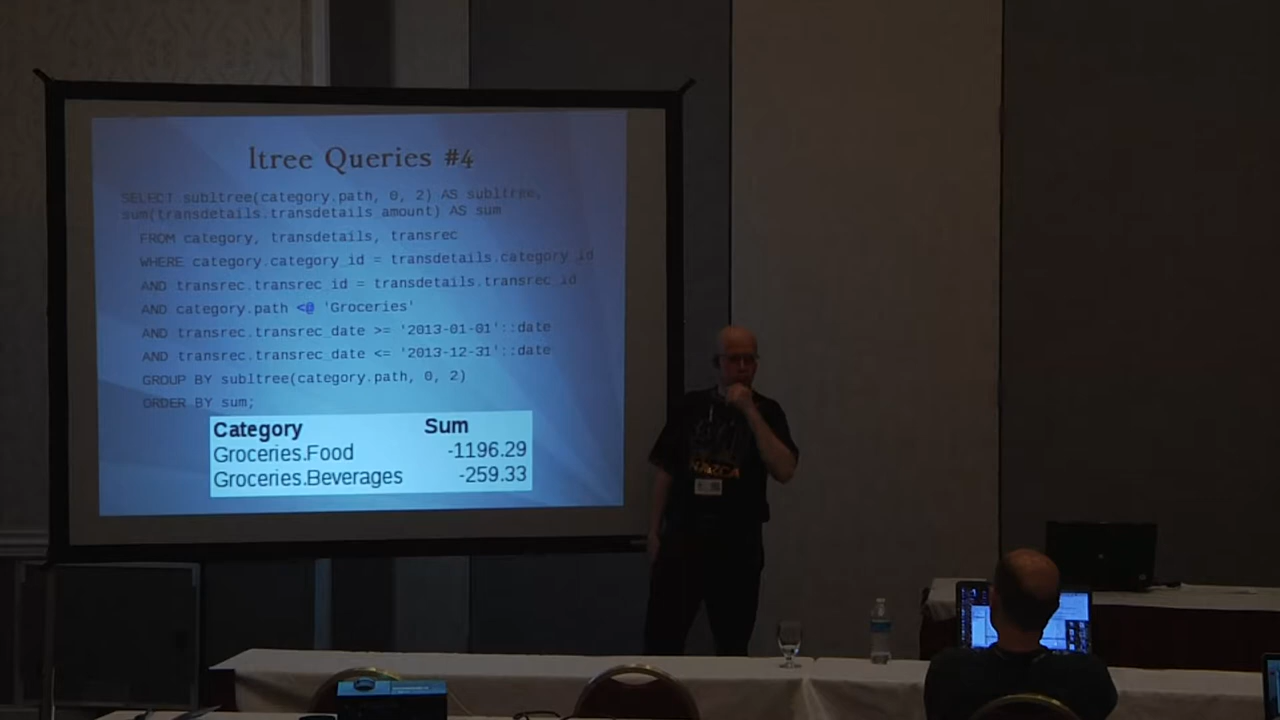 ltree Queries #4
SELECT subltree(category.path, 0, 2) AS subltree,
sum(transdetails.transdetails_amount) AS sum
FROM category, transdetails, transrec
WHERE category.category_id = transdetails.category_id
AND transrec.transrec_id = transdetails.transrec_id
AND category.path <@ 'Groceries'
AND transrec.transrec_date >= '2013-01-01'::date
AND transrec.transrec_date <= '2013-12-31'::date
GROUP BY subltree(category.path, 0, 2)
ORDER BY sum;
Category Sum
Groceries.Food -1196.29
Groceries.Beverages -259.33